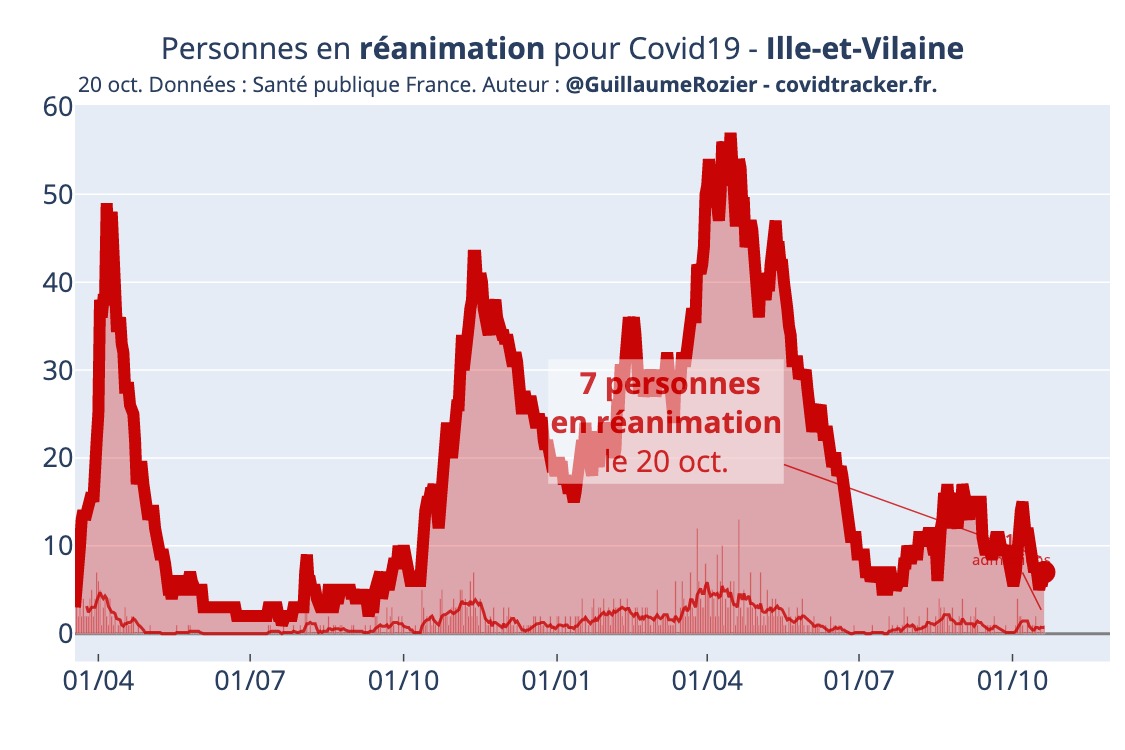 Personnes en réanimation pour Covid19 - Ille-et-Vilaine
20 oct. Données : Santé publique France. Auteur : @GuillaumeRozier - covidtracker.fr.
60
50
40
30
20
10
0
7 personnes
en réanimation
le 20 oct.
01/04
01/07
01/10
01/01
01/04
01/07
01/10